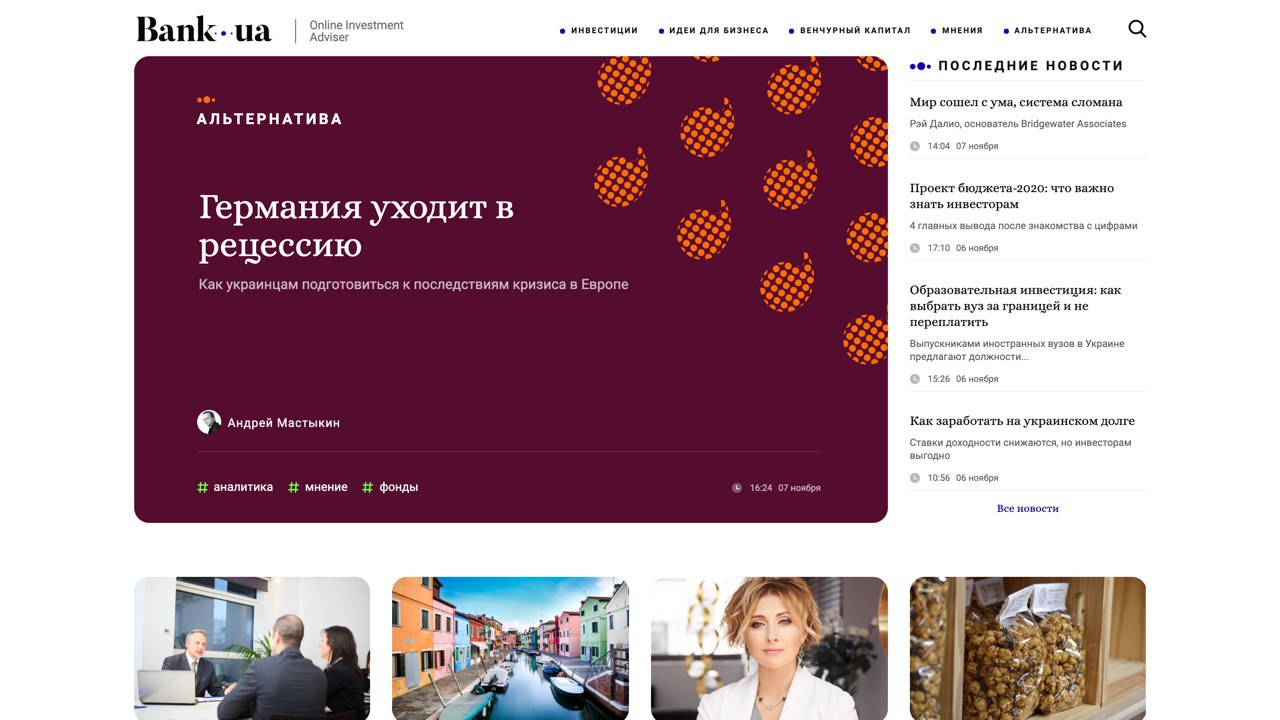 Bank·ua
Online Investment
Adviser
ИНВЕСТИЦИИ
ИДЕИ ДЛЯ БИЗНЕСА
ВЕНЧУРНЫЙ КАПИТАЛ
МНЕНИЯ
АЛЬТЕРНАТИВА
АЛЬТЕРНАТИВА
Германия уходит в
рецессию
Как украинцам подготовиться к последствиям кризиса в Европе
Андрей Мастыкин
# аналитика # мнение # фонды
16:24 07 ноября
ПОСЛЕДНИЕ НОВОСТИ
Мир сошел с ума, система сломана
Рэй Далио, основатель Bridgewater Associates
14:04 07 ноября
Проект бюджета-2020: что важно
знать инвесторам
4 главных вывода после знакомства с цифрами
17:10 06 ноября
Образовательная инвестиция: как
выбрать вуз за границей и не
переплатить
Выпускниками иностранных вузов в Украине
предлагают должности...
15:26 06 ноября
Как заработать на украинском долге
Ставки доходности снижаются, но инвесторам
выгодно
10:56 06 ноября
Все новости